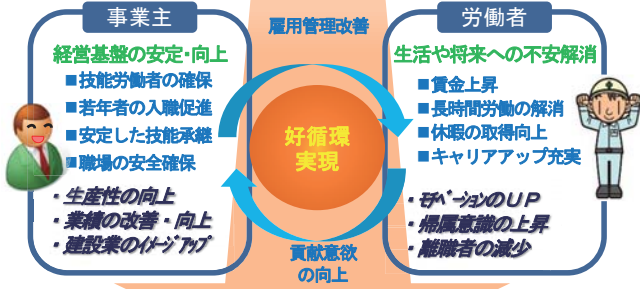 事業主
経営基盤の安定・向上
■技能労働者の確保
■若年者の入職促進
■安定した技能承継
■職場の安全確保
・生産性の向上
・業績の改善・向上
・建設業のｲﾒｰｼﾞｱｯﾌﾟ
雇用管理改善
好循環
実現
貢献意欲
の向上
労働者
生活や将来への不安解消
■賃金上昇
■長時間労働の解消
■休暇の取得向上
■キャリアアップ充実
・ﾓﾁﾍﾞｰｼｮﾝのＵＰ
・帰属意識の上昇
・離職者の減少